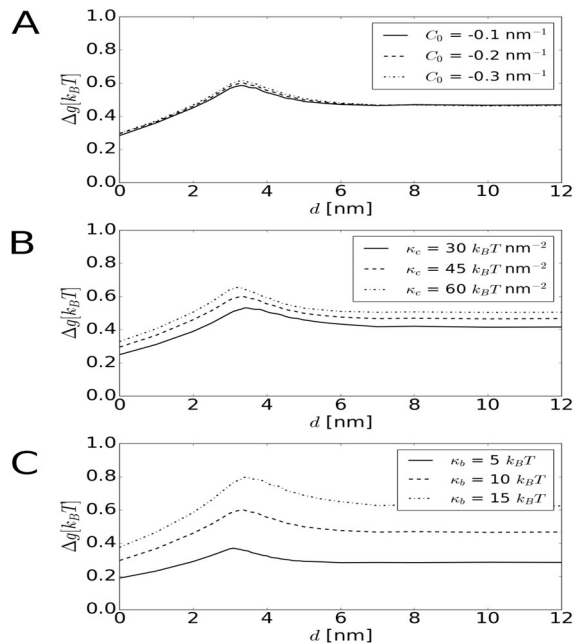 A
1.0
0.8
0.6
0.4
0.2
0.0
Δg[k_BT]
C_0 = -0.1 nm⁻¹
C_0 = -0.2 nm⁻¹
C_0 = -0.3 nm⁻¹
0 2 4 6 8 10 12
d [nm]
B
1.0
0.8
0.6
0.4
0.2
0.0
Δg[k_BT]
κ_c = 30 k_BT nm⁻²
κ_c = 45 k_BT nm⁻²
κ_c = 60 k_BT nm⁻²
0 2 4 6 8 10 12
d [nm]
C
1.0
0.8
0.6
0.4
0.2
0.0
Δg[k_BT]
κ_b = 5 k_BT
κ_b = 10 k_BT
κ_b = 15 k_BT
0 2 4 6 8 10 12
d [nm]